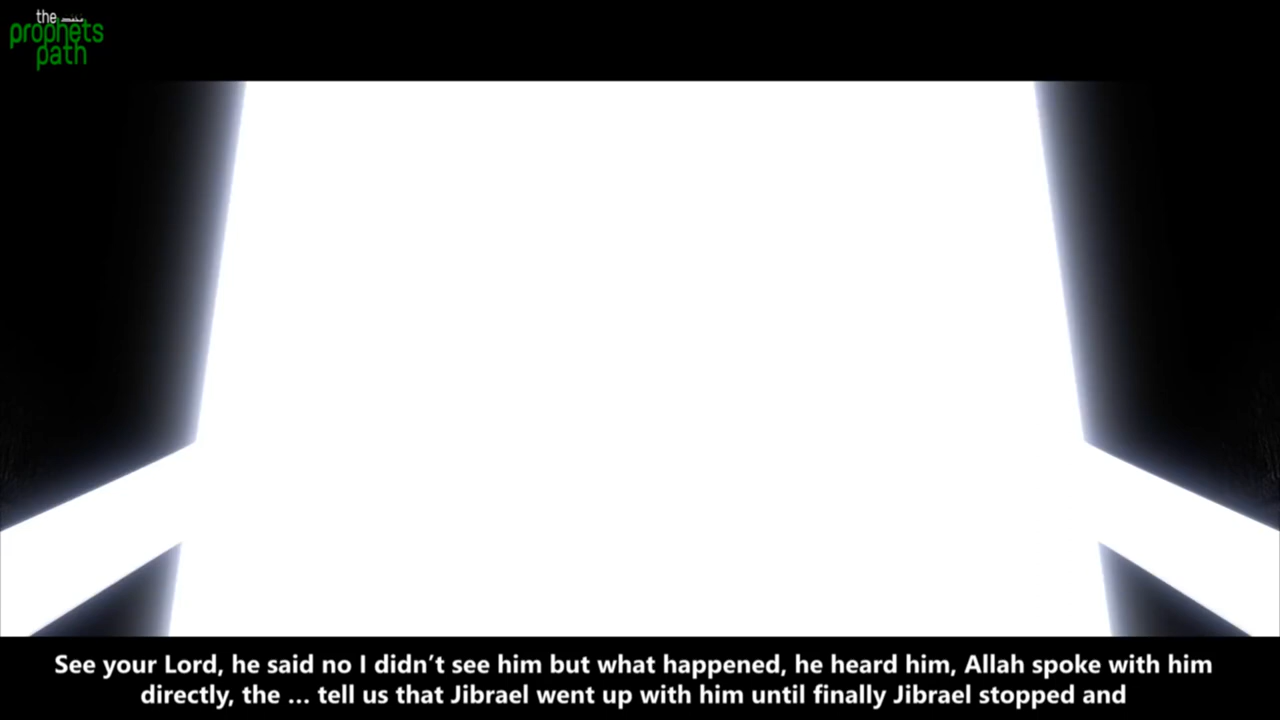 the
prophets
path
See your Lord, he said no I didn’t see him but what happened, he heard him, Allah spoke with him
directly, the ... tell us that Jibrael went up with him until finally Jibrael stopped and